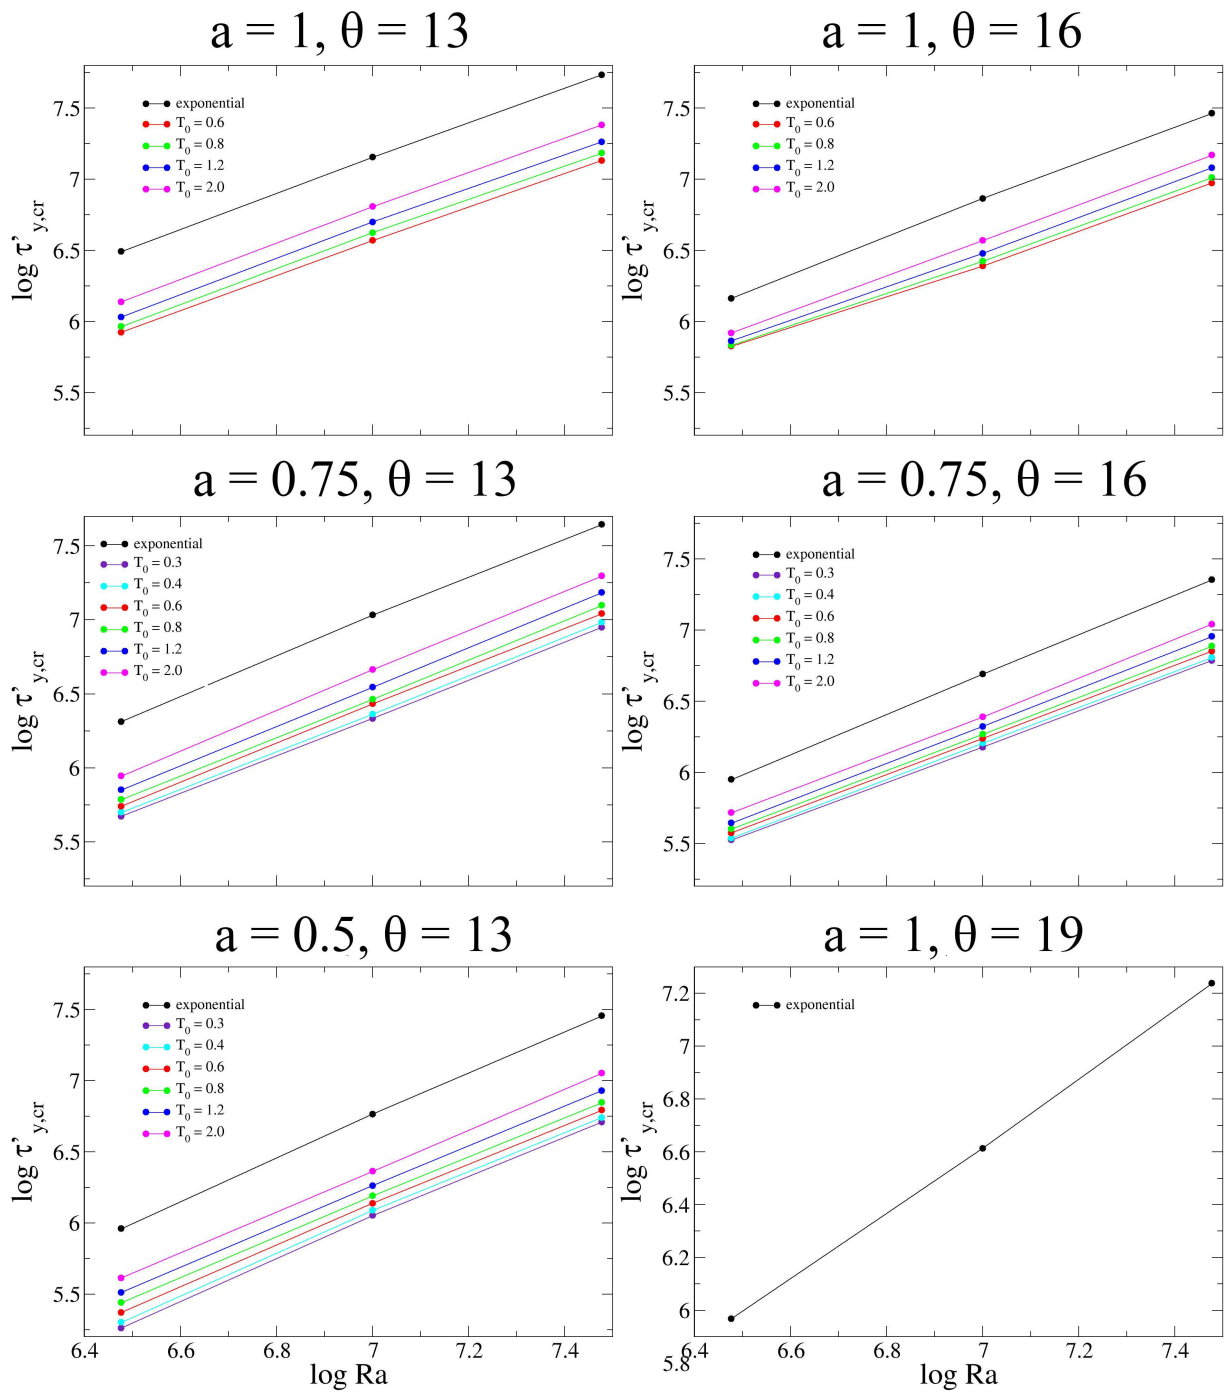 a = 1, θ = 13
7.5
7
6.5
6
5.5
log τ'y,cr
exponential
T0 = 0.6
T0 = 0.8
T0 = 1.2
T0 = 2.0
a = 1, θ = 16
7.5
7
6.5
6
5.5
log τ'y,cr
exponential
T0 = 0.6
T0 = 0.8
T0 = 1.2
T0 = 2.0
a = 0.75, θ = 13
7.5
7
6.5
6
5.5
log τ'y,cr
exponential
T0 = 0.3
T0 = 0.4
T0 = 0.6
T0 = 0.8
T0 = 1.2
T0 = 2.0
a = 0.75, θ = 16
7.5
7
6.5
6
5.5
log τ'y,cr
exponential
T0 = 0.3
T0 = 0.4
T0 = 0.6
T0 = 0.8
T0 = 1.2
T0 = 2.0
a = 0.5, θ = 13
7.5
7
6.5
6
5.5
log τ'y,cr
exponential
T0 = 0.3
T0 = 0.4
T0 = 0.6
T0 = 0.8
T0 = 1.2
T0 = 2.0
6.4 6.6 6.8 7 7.2 7.4
log Ra
a = 1, θ = 19
7.2
7
6.8
6.6
6.4
6.2
6
5.8
log τ'y,cr
exponential
6.4 6.6 6.8 7 7.2 7.4
log Ra